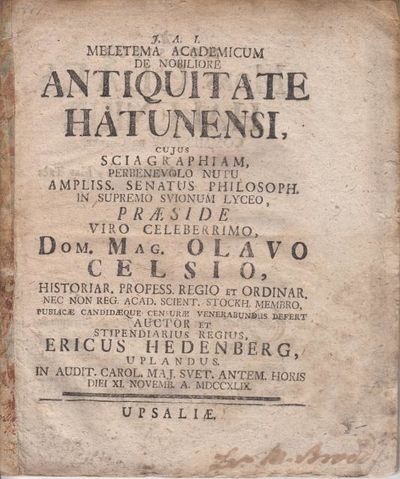 J. A. I.
MELETEMA ACADEMICUM
DE NOBILIORE
ANTIQUITATE
HÅTUNENSI,
CUJUS
SCIAGRAPHIAM,
PERBENEVOLO NUTU
AMPLISS. SENATUS PHILOSOPH.
IN SUPREMO SVIONUM LYCEO,
PRÆSIDE
VIRO CELEBERRIMO,
DOM. MAG. OLAVO
CELSIO,
HISTORIAR. PROFESS. REGIO ET ORDINAR.
NEC NON REG. ACAD. SCIENT. STOCKH. MEMBRO,
PUBLICÆ CANDIDÆQUE CENSURÆ VENERABUNDUS DEFERT
AUCTOR ET
STIPENDIARIUS REGIUS,
ERICUS HEDENBERG,
UPLANDUS.
IN AUDIT. CAROL. MAJ. SVET. ANTEM. HORIS
DIEI XI. NOVEMB. A. MDCCXLIX.
UPSALIÆ.